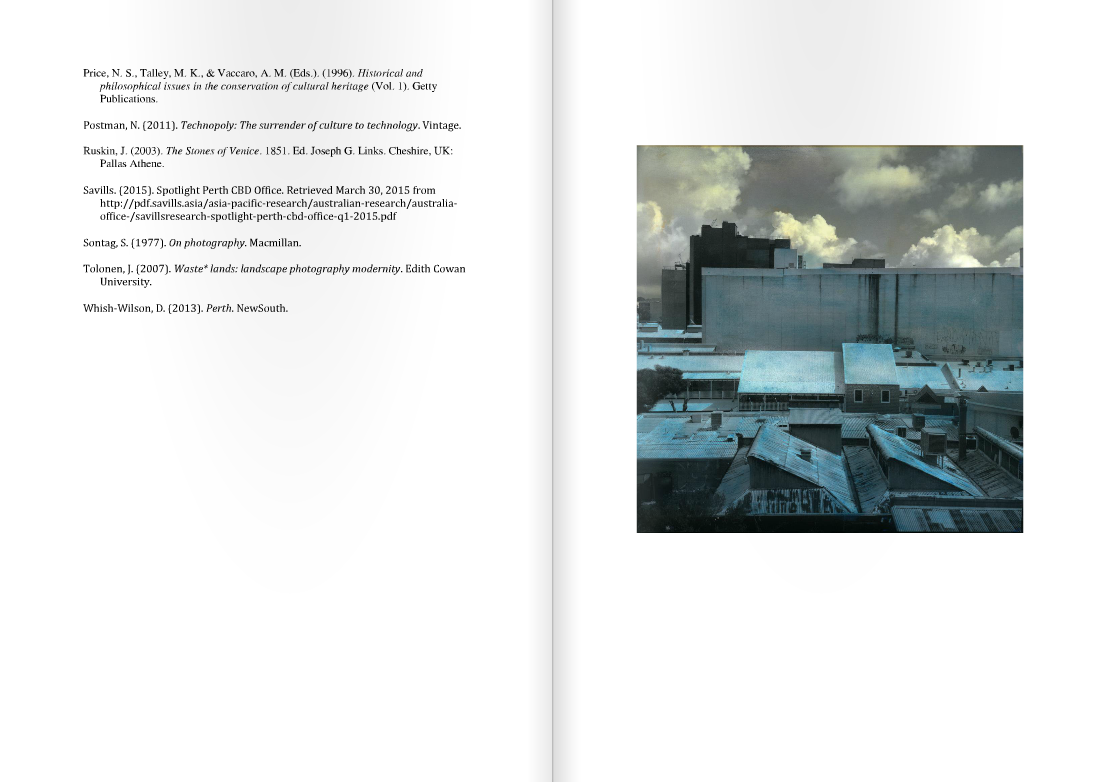 Price, N. S., Talley, M. K., & Vaccaro, A. M. (Eds.). (1996). Historical and
philosophical issues in the conservation of cultural heritage (Vol. 1). Getty
Publications.
Postman, N. (2011). Technopoly: The surrender of culture to technology. Vintage.
Ruskin, J. (2003). The Stones of Venice. 1851. Ed. Joseph G. Links. Cheshire, UK:
Pallas Athene.
Savills. (2015). Spotlight Perth CBD Office. Retrieved March 30, 2015 from
http://pdf.savills.asia/asia-pacific-research/australian-research/australia-
office-/savillsresearch-spotlight-perth-cbd-office-q1-2015.pdf
Sontag, S. (1977). On photography. Macmillan.
Tolonen, J. (2007). Waste* lands: landscape photography modernity. Edith Cowan
University.
Whish-Wilson, D. (2013). Perth. NewSouth.